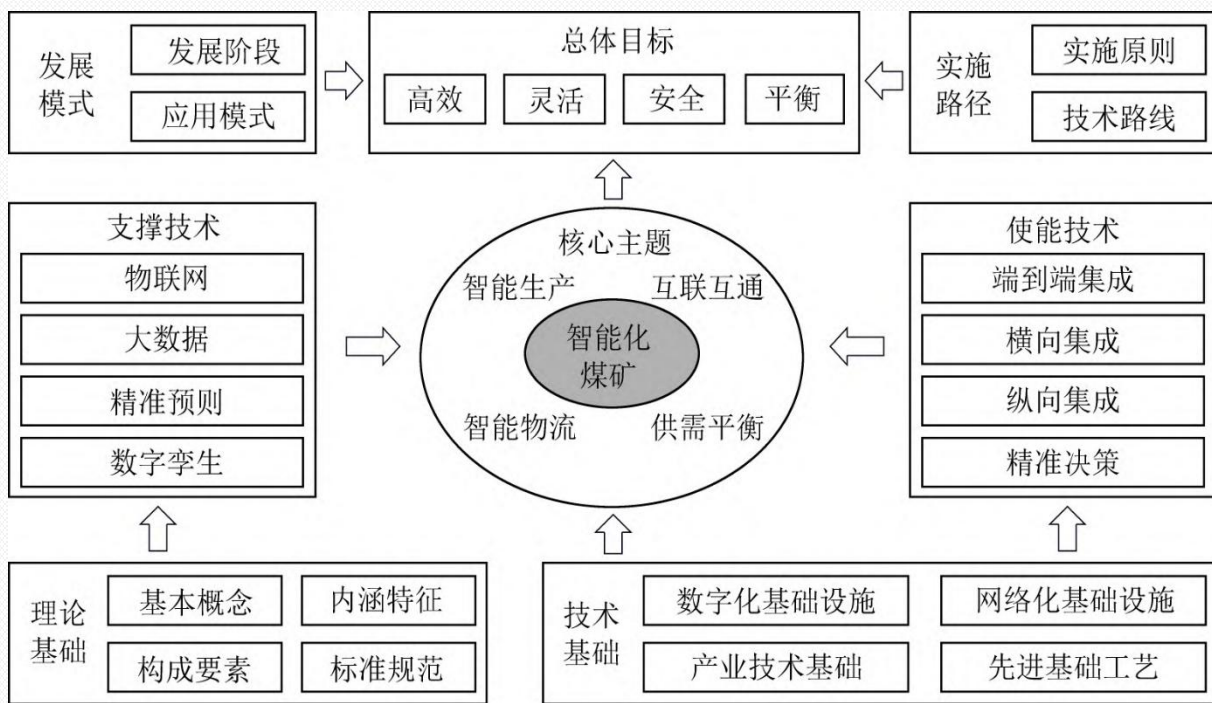 发展
模式
发展阶段
应用模式
总体目标
高效
灵活
安全
平衡
实施
路径
实施原则
技术路线
支撑技术
物联网
大数据
精准预则
数字孪生
核心主题
智能生产
互联互通
智能化
煤矿
智能物流
供需平衡
使能技术
端到端集成
横向集成
纵向集成
精准决策
理论
基础
基本概念
内涵特征
构成要素
标准规范
技术
基础
数字化基础设施
网络化基础设施
产业技术基础
先进基础工艺